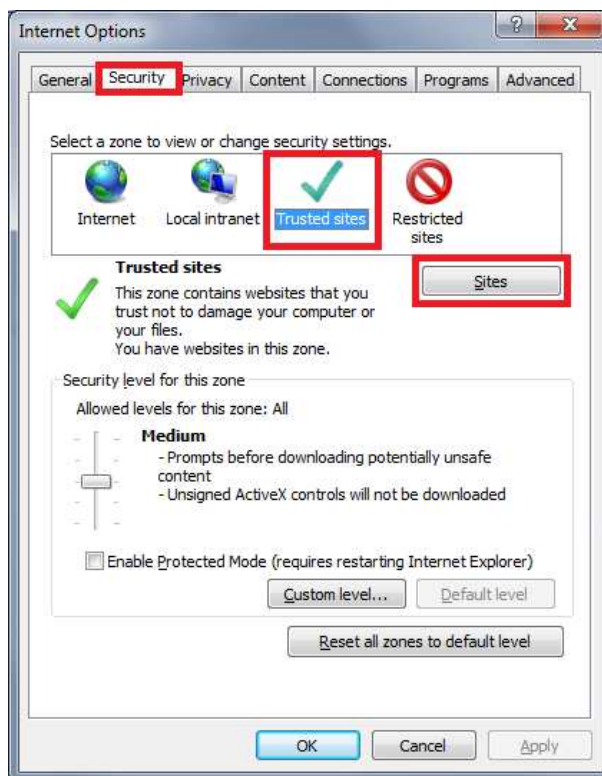 Internet Options
General Security Privacy Content Connections Programs Advanced
Select a zone to view or change security settings.
Internet Local intranet Trusted sites Restricted
sites
Trusted sites
Sites
This zone contains websites that you
trust not to damage your computer or
your files.
You have websites in this zone.
Security level for this zone
Allowed levels for this zone: All
Medium
- Prompts before downloading potentially unsafe
content
- Unsigned ActiveX controls will not be downloaded
Enable Protected Mode (requires restarting Internet Explorer)
Custom level... Default level
Reset all zones to default level
OK Cancel Apply